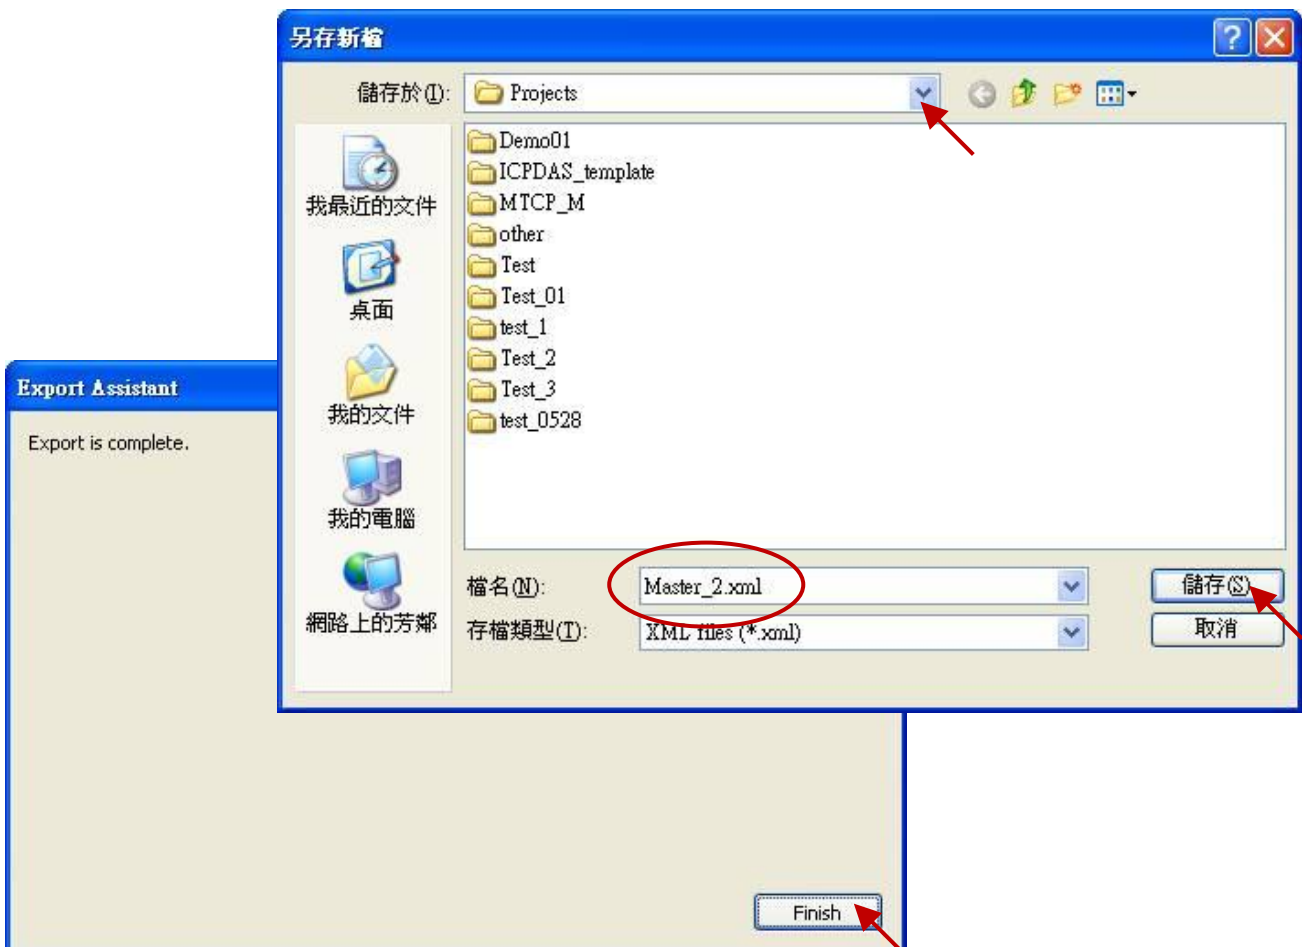 另存新檔
儲存於(I):
Projects
我最近的文件
桌面
我的文件
我的電腦
網路上的芳鄰
Demo01
ICPDAS_template
MTCP_M
other
Test
Test_01
test_1
Test_2
Test_3
test_0528
檔名(N):
Master_2.xml
儲存(S)
存檔類型(T):
XML files (*.xml)
取消
Export Assistant
Export is complete.
Finish